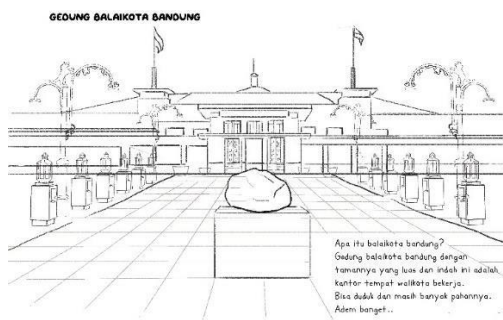 GEDUNG BALAIKOTA BANDUNG
Apa itu balaikota bandung?
Gedung balaikota bandung dengan
tamannya yang luas dan indah ini adalah
kantor tempat walikota bekerja.
Bisa duduk dan masih banyak pohonnya.
Adem banget..